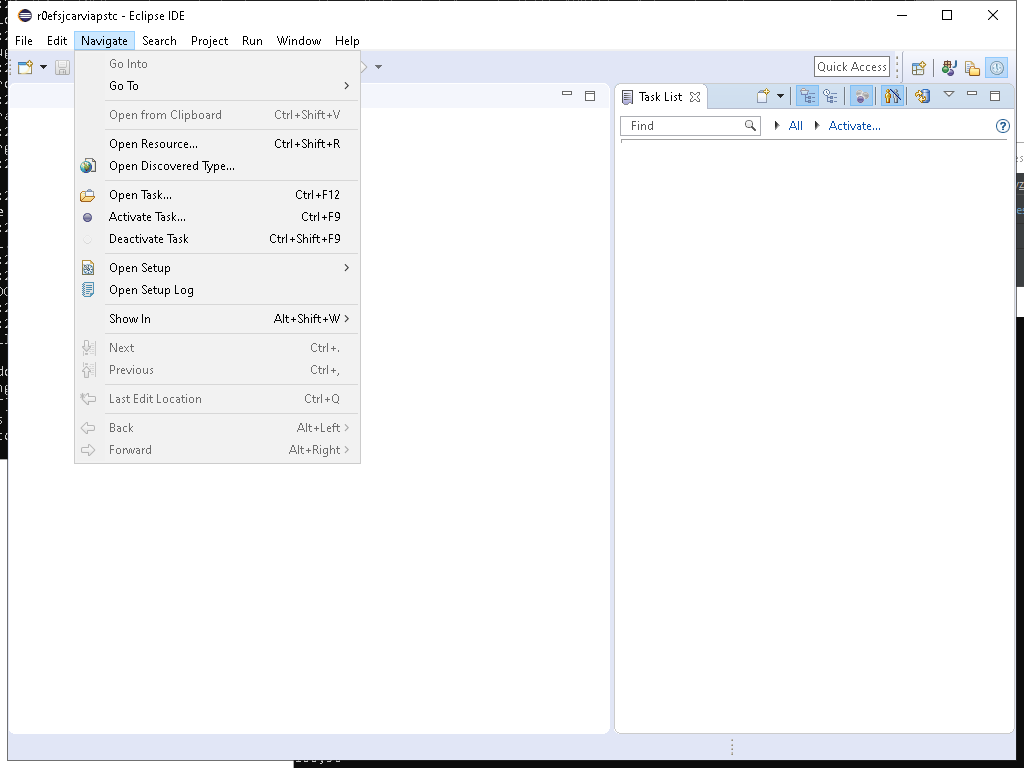 r0efsjcarviapstc - Eclipse IDE
File Edit Navigate Search Project Run Window Help
Quick Access
Go Into
Go To
Open from Clipboard Ctrl+Shift+V
Open Resource... Ctrl+Shift+R
Open Discovered Type...
Open Task... Ctrl+F12
Activate Task... Ctrl+F9
Deactivate Task Ctrl+Shift+F9
Open Setup
Open Setup Log
Show In Alt+Shift+W
Next Ctrl+.
Previous Ctrl+,
Last Edit Location Ctrl+Q
Back Alt+Left
Forward Alt+Right
Task List
Find
All Activate...